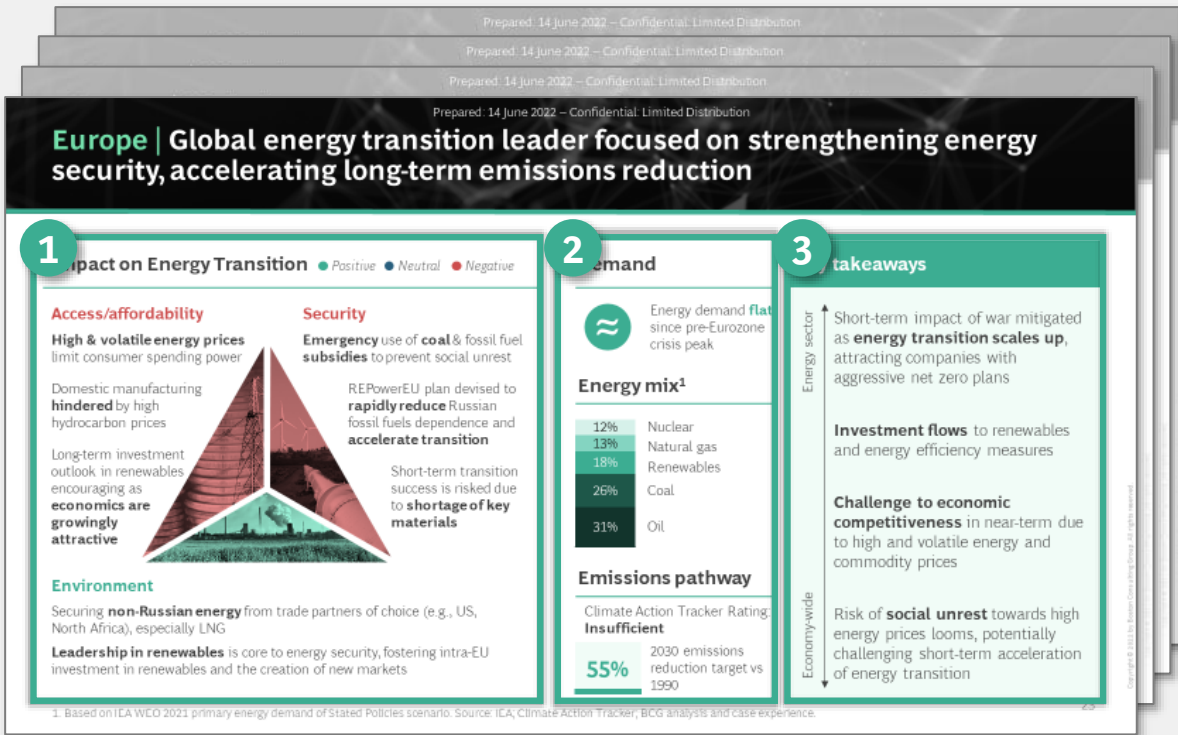 Prepared: 14 June 2022 – Confidential: Limited Distribution
Prepared: 14 June 2022 – Confidential: Limited Distribution
Prepared: 14 June 2022 – Confidential: Limited Distribution
Prepared: 14 June 2022 – Confidential: Limited Distribution
Europe | Global energy transition leader focused on strengthening energy
security, accelerating long-term emissions reduction
1
pact on Energy Transition
Positive
Neutral
Negative
Access/affordability
High & volatile energy prices
limit consumer spending power
Domestic manufacturing
hindered by high
hydrocarbon prices
Long-term investment
outlook in renewables
encouraging as
economics are
growingly
attractive
Security
Emergency use of coal & fossil fuel
subsidies to prevent social unrest
REPowerEU plan devised to
rapidly reduce Russian
fossil fuels dependence and
accelerate transition
Short-term transition
success is risked due
to shortage of key
materials
Environment
Securing non-Russian energy from trade partners of choice (e.g., US,
North Africa), especially LNG
Leadership in renewables is core to energy security, fostering intra-EU
investment in renewables and the creation of new markets
2
emand
≈
Energy demand flat
since pre-Eurozone
crisis peak
Energy mix¹
12% Nuclear
13% Natural gas
18% Renewables
26% Coal
31% Oil
Emissions pathway
Climate Action Tracker Rating:
Insufficient
55%
2030 emissions
reduction target vs
1990
3
takeaways
Energy sector
Economy-wide
Short-term impact of war mitigated
as energy transition scales up,
attracting companies with
aggressive net zero plans
Investment flows to renewables
and energy efficiency measures
Challenge to economic
competitiveness in near-term due
to high and volatile energy and
commodity prices
Risk of social unrest towards high
energy prices looms, potentially
challenging short-term acceleration
of energy transition
1. Based on IEA WEO 2021 primary energy demand of Stated Policies scenario. Source: IEA; Climate Action Tracker; BCG analysis and case experience.
Copyright © 2022 by Boston Consulting Group. All rights reserved.